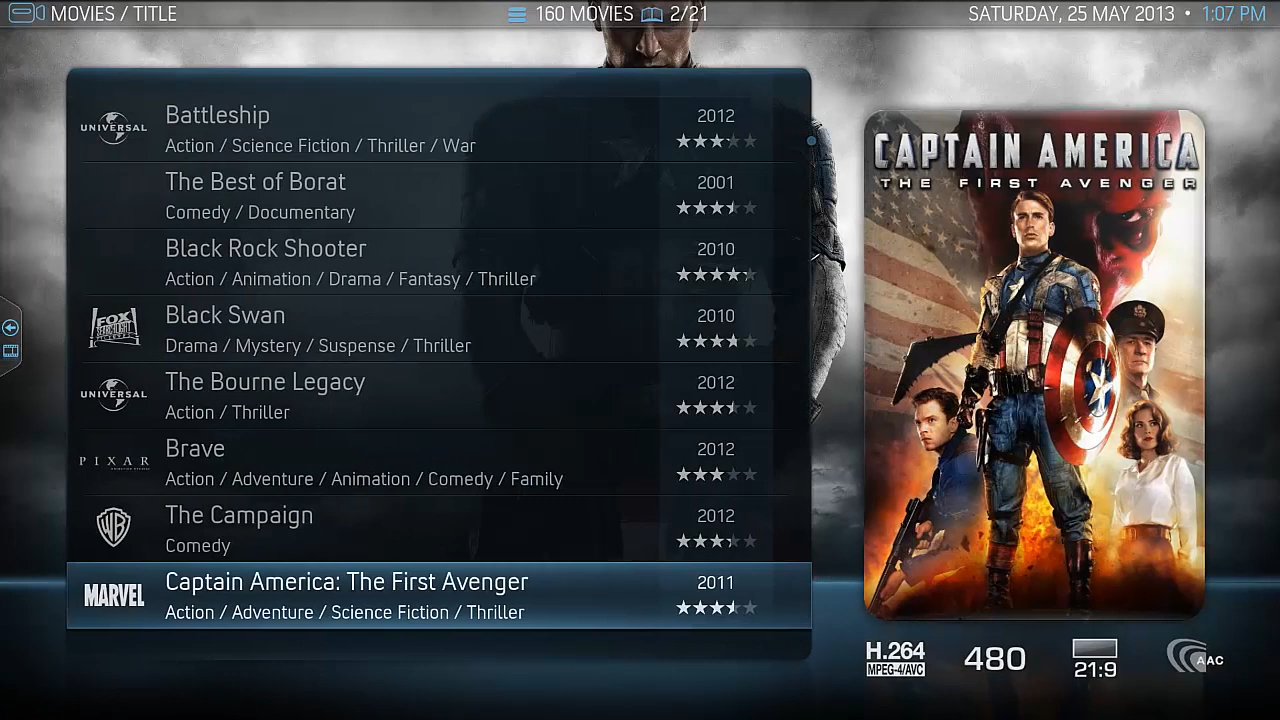 MOVIES / TITLE
160 MOVIES 2/21
SATURDAY, 25 MAY 2013 • 1:07 PM
UNIVERSAL
Battleship
2012
Action / Science Fiction / Thriller / War
The Best of Borat
2001
Comedy / Documentary
Black Rock Shooter
2010
Action / Animation / Drama / Fantasy / Thriller
FOX
SEARCHLIGHT
Black Swan
2010
Drama / Mystery / Suspense / Thriller
UNIVERSAL
The Bourne Legacy
2012
Action / Thriller
PIXAR
Brave
2012
Action / Adventure / Animation / Comedy / Family
WB
The Campaign
2012
Comedy
MARVEL
Captain America: The First Avenger
2011
Action / Adventure / Science Fiction / Thriller
CAPTAIN AMERICA
THE FIRST AVENGER
H.264
MPEG-4/AVC
480
21:9
AAC